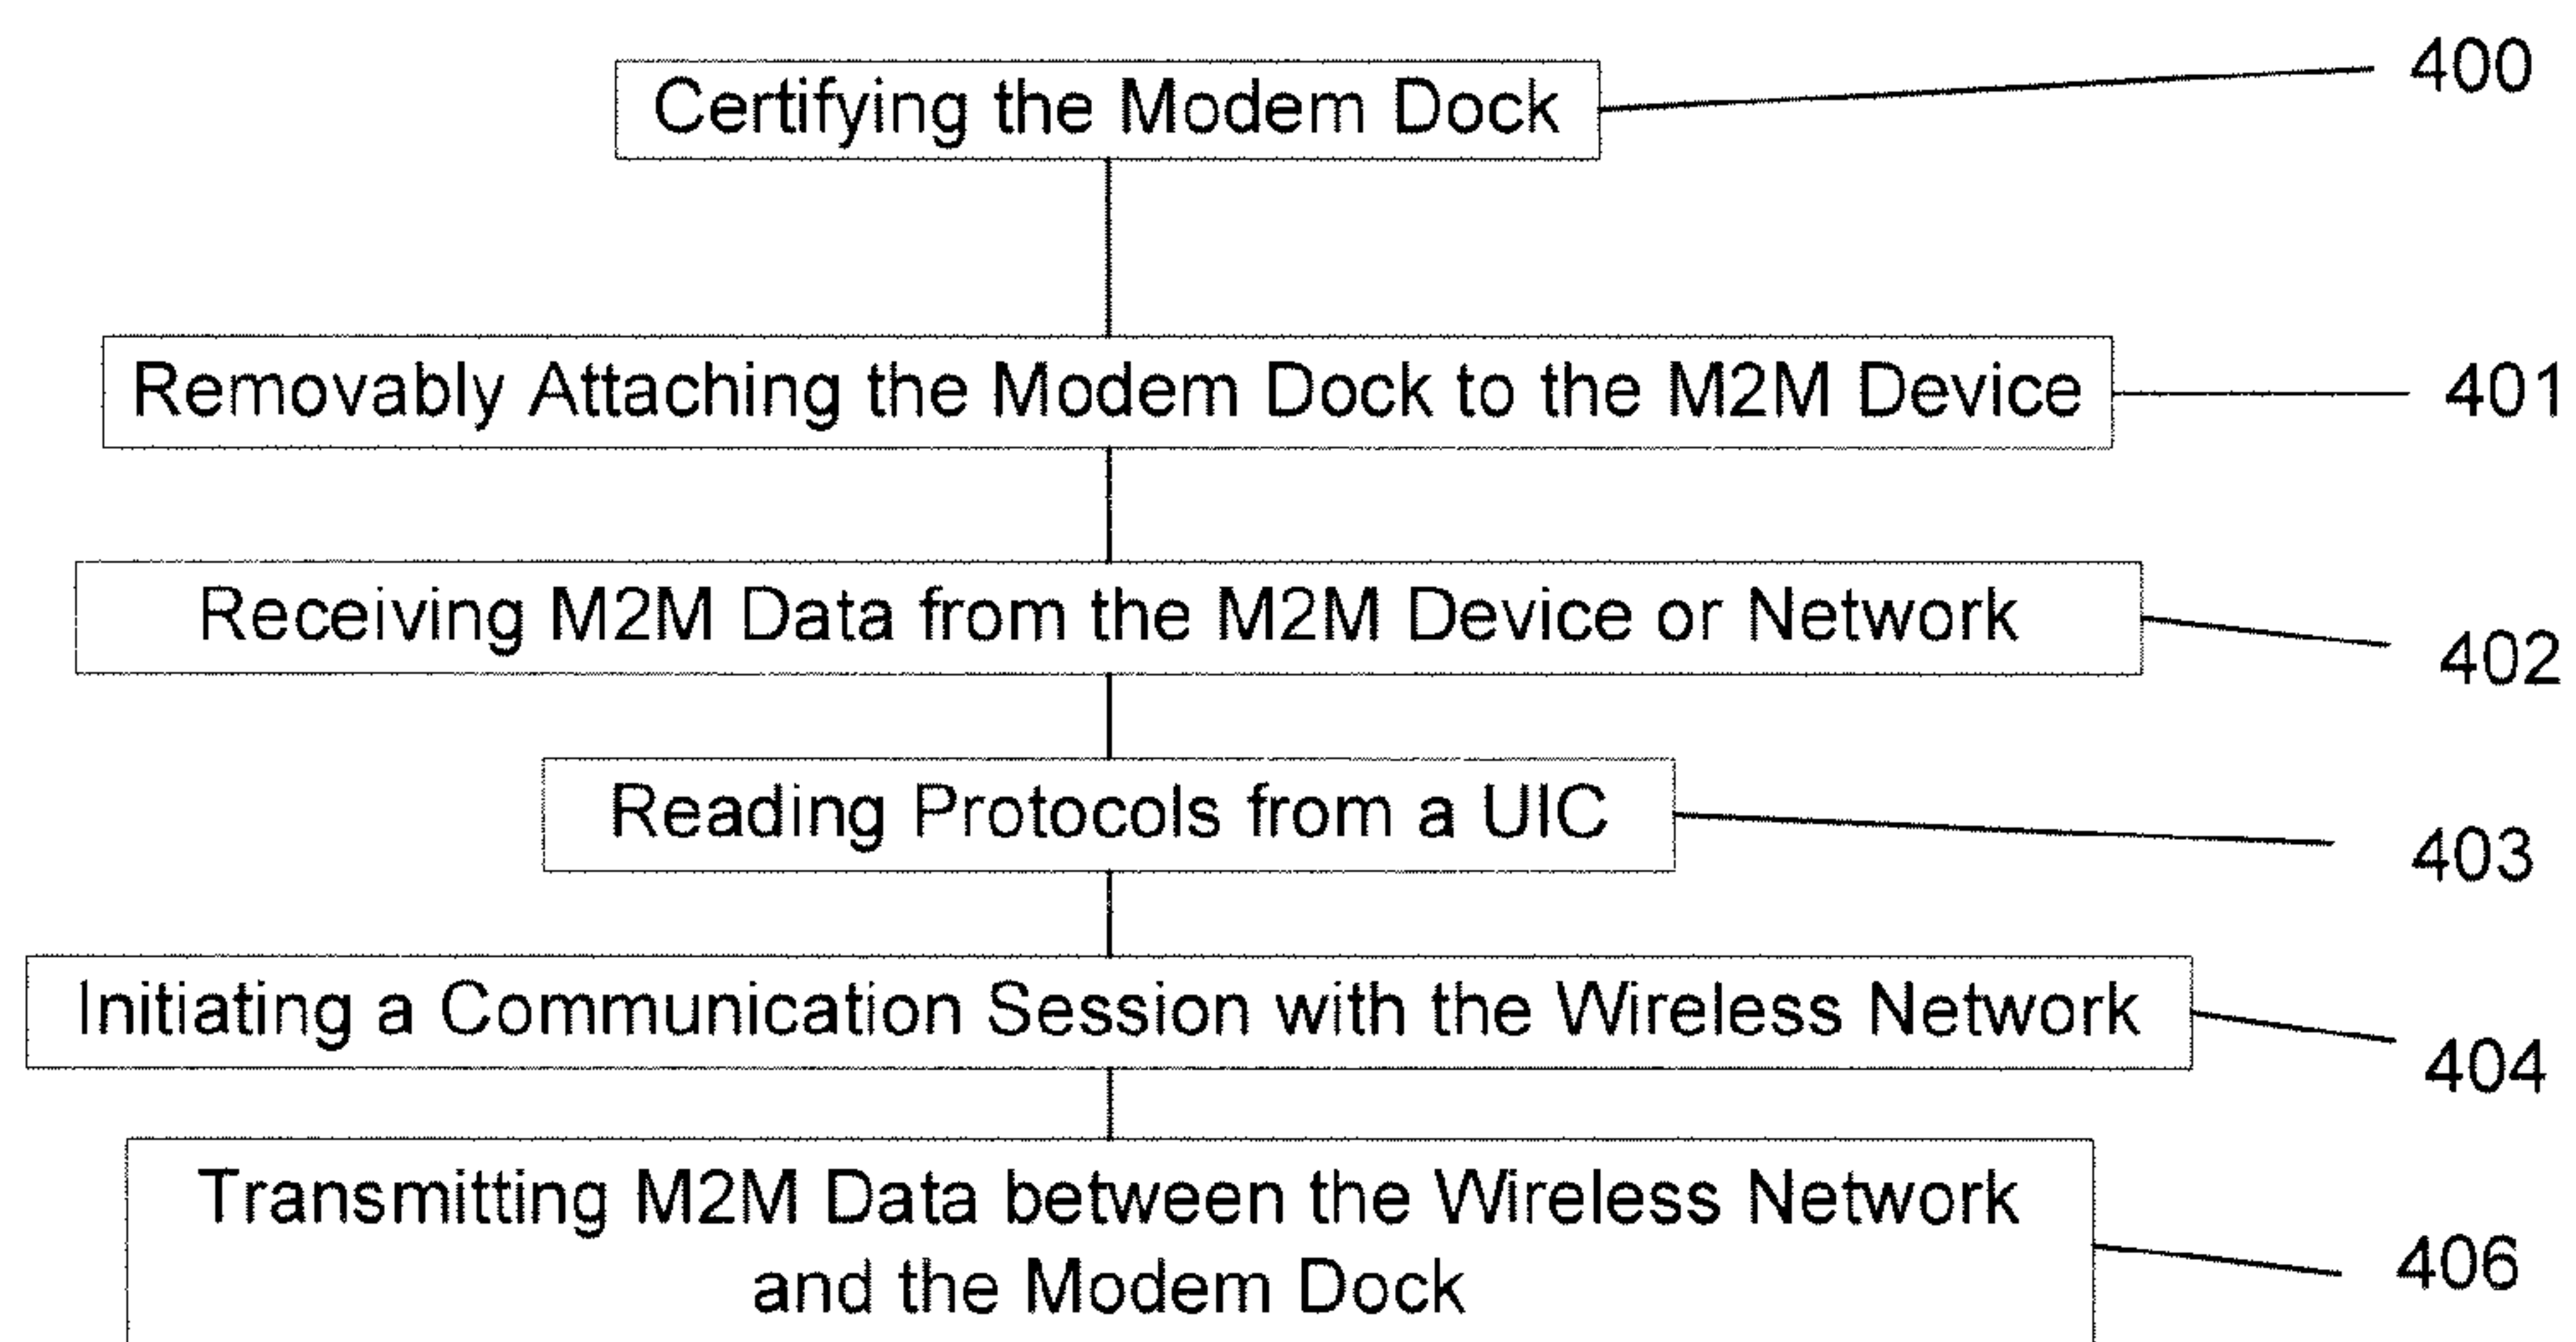 Certifying the Modem Dock
400
Removably Attaching the Modem Dock to the M2M Device
401
Receiving M2M Data from the M2M Device or Network
402
Reading Protocols from a UIC
403
Initiating a Communication Session with the Wireless Network
404
Transmitting M2M Data between the Wireless Network
and the Modem Dock
406